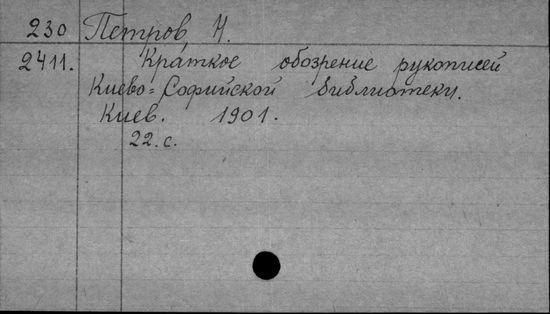 230 Петров, Н.
2411. Краткое обозрение рукописей
Киево-Софийской библиотеки.
Киев. 1901.
22. с.